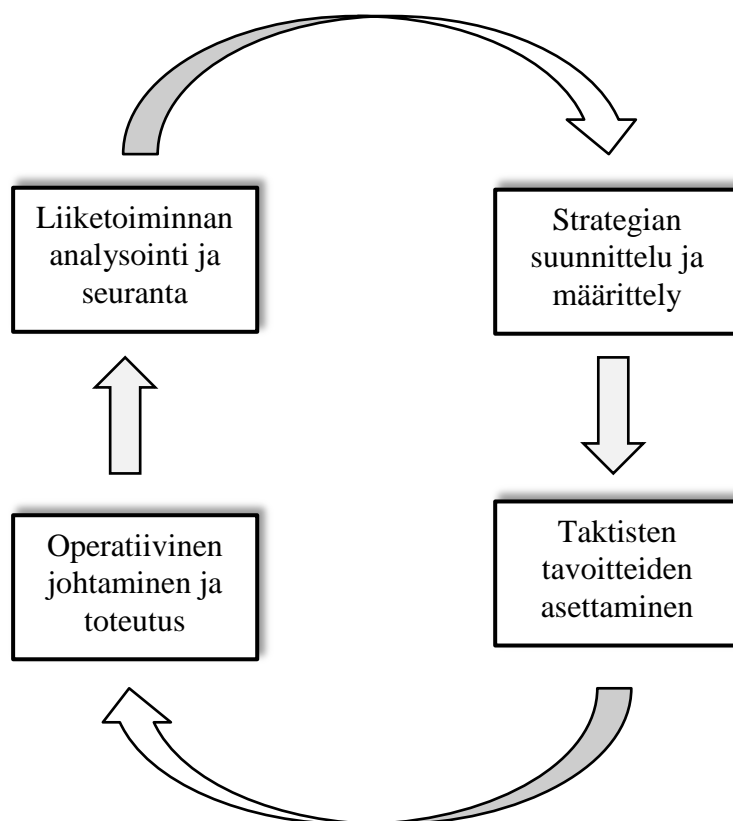 Liiketoiminnan
analysointi ja
seuranta
Strategian
suunnittelu ja
määrittely
Operatiivinen
johtaminen ja
toteutus
Taktisten
tavoitteiden
asettaminen